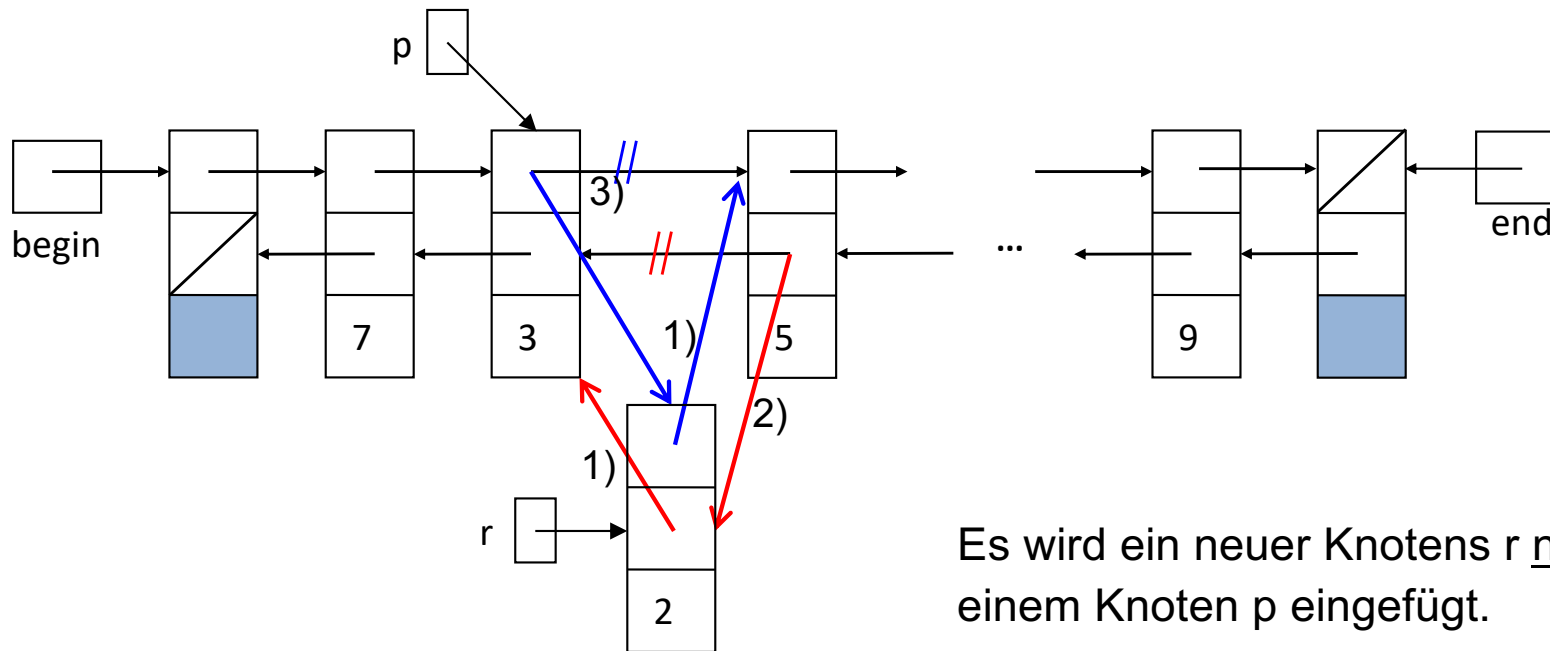 p
3)
begin
...
end
7
3
1)
5
9
2)
1)
r
2
Es wird ein neuer Knotens r
einem Knoten p eingefügt.